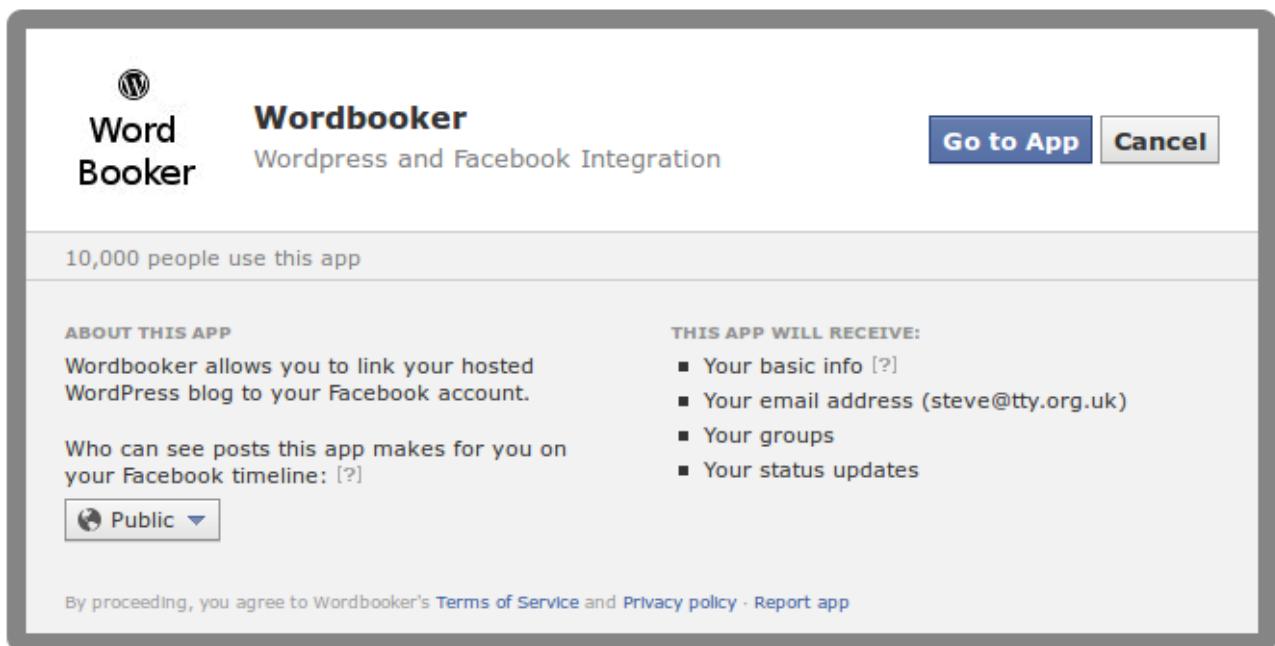 Word
Booker
Wordbooker
Wordpress and Facebook Integration
Go to App
Cancel
10,000 people use this app
ABOUT THIS APP
Wordbooker allows you to link your hosted
WordPress blog to your Facebook account.
Who can see posts this app makes for you on
your Facebook timeline: [?]
Public
THIS APP WILL RECEIVE:
Your basic info [?]
Your email address (steve@tty.org.uk)
Your groups
Your status updates
By proceeding, you agree to Wordbooker's Terms of Service and Privacy policy · Report app